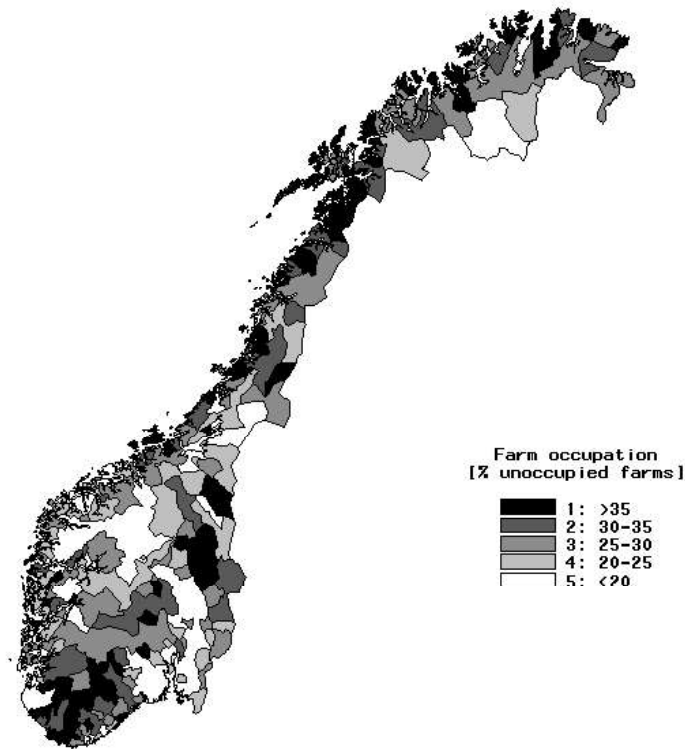 Farm occupation
[% unoccupied farms]
1: >35
2: 30-35
3: 25-30
4: 20-25
5: <20